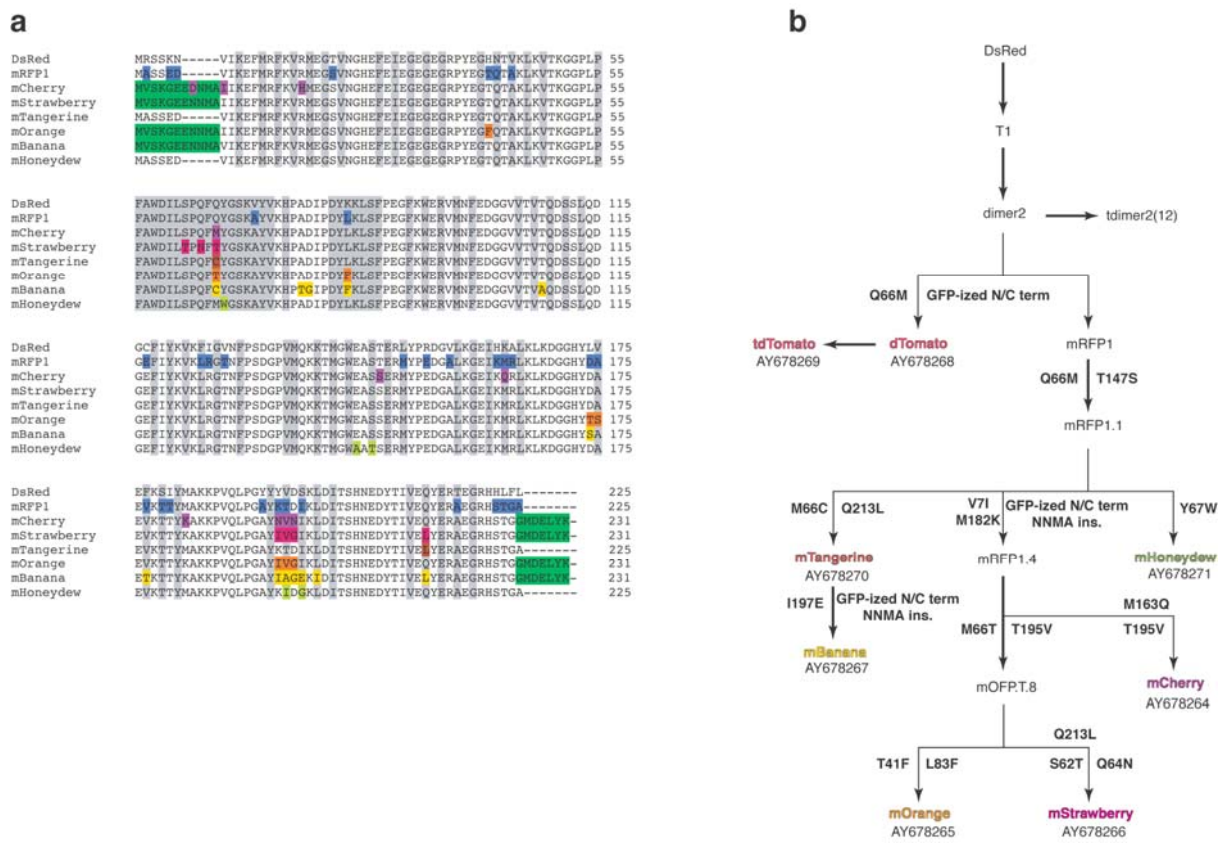 a
DsRed MRSSKN-----VIKEFMRFKVRMEGTVNGHEFEIEGEGEGRPYEGHNTVKLKVTKGGPLP 55
mRFP1 MASSED-----VIKEFMRFKVRMEGSVNGHEFEIEGEGEGRPYEGTQTAKLKVTKGGPLP 55
mCherry MVSKGEEDNMAIIKEFMRFKVHMEGSVNGHEFEIEGEGEGRPYEGTQTAKLKVTKGGPLP 55
mStrawberry MVSKGEENNMAIIKEFMRFKVRMEGSVNGHEFEIEGEGEGRPYEGTQTAKLKVTKGGPLP 55
mTangerine MASSED-----VIKEFMRFKVRMEGSVNGHEFEIEGEGEGRPYEGTQTAKLKVTKGGPLP 55
mOrange MVSKGEENNMAIIKEFMRFKVRMEGSVNGHEFEIEGEGEGRPYEGFQTAKLKVTKGGPLP 55
mBanana MVSKGEENNMAVIKEFMRFKVRMEGSVNGHEFEIEGEGEGRPYEGTQTAKLKVTKGGPLP 55
mHoneydew MASSED-----VIKEFMRFKVRMEGSVNGHEFEIEGEGEGRPYEGTQTAKLKVTKGGPLP 55
DsRed FAWDILSPQFQYGSKVYVKHPADIPDYKKLSFPEGFKWERVMNFEDGGVVTVTQDSSLQD 115
mRFP1 FAWDILSPQFQYGSKAYVKHPADIPDYLKLSFPEGFKWERVMNFEDGGVVTVTQDSSLQD 115
mCherry FAWDILSPQFMYGSKAYVKHPADIPDYLKLSFPEGFKWERVMNFEDGGVVTVTQDSSLQD 115
mStrawberry FAWDILTPHFTYGSKAYVKHPADIPDYLKLSFPEGFKWERVMNFEDGGVVTVTQDSSLQD 115
mTangerine FAWDILSPQFCYGSKAYVKHPADIPDYLKLSFPEGFKWERVMNFEDGGVVTVTQDSSLQD 115
mOrange FAWDILSPQFTYGSKAYVKHPADIPDYFKLSFPEGFKWERVMNFEDGGVVTVTQDSSLQD 115
mBanana FAWDILSPQFCYGSKAYVKHPTGIPDYFKLSFPEGFKWERVMNFEDGGVVTVAQDSSLQD 115
mHoneydew FAWDILSPQFMWGSKAYVKHPADIPDYLKLSFPEGFKWERVMNFEDGGVVTVTQDSSLQD 115
DsRed GCFIYKVKFIGVNFPSDGPVMQKKTMGWEASTERLYPRDGVLKGEIHKALKLKDGGHYLV 175
mRFP1 GEFIYKVKLRGTNFPSDGPVMQKKTMGWEASTERMYPEDGALKGEIKMRLKLKDGGHYDA 175
mCherry GEFIYKVKLRGTNFPSDGPVMQKKTMGWEASSERMYPEDGALKGEIKQRLKLKDGGHYDA 175
mStrawberry GEFIYKVKLRGTNFPSDGPVMQKKTMGWEASSERMYPEDGALKGEIKMRLKLKDGGHYDA 175
mTangerine GEFIYKVKLRGTNFPSDGPVMQKKTMGWEASSERMYPEDGALKGEIKMRLKLKDGGHYDA 175
mOrange GEFIYKVKLRGTNFPSDGPVMQKKTMGWEASSERMYPEDGALKGEIKMRLKLKDGGHYTS 175
mBanana GEFIYKVKLRGTNFPSDGPVMQKKTMGWEASSERMYPEDGALKGEIKMRLKLKDGGHYSA 175
mHoneydew GEFIYKVKLRGTNFPSDGPVMQKKTMGWAATSERMYPEDGALKGEIKMRLKLKDGGHYDA 175
DsRed EFKSIYMAKKPVQLPGYYYVDSKLDITSHNEDYTIVEQYERTEGRHHLFL------- 225
mRFP1 EVKTTYMAKKPVQLPGAYKTDIKLDITSHNEDYTIVEQYERAEGRHSTGA------- 225
mCherry EVKTTYKAKKPVQLPGAYNVNIKLDITSHNEDYTIVEQYERAEGRHSTGGMDELYK- 231
mStrawberry EVKTTYMAKKPVQLPGAYIVGIKLDITSHNEDYTIVELYERAEGRHSTGGMDELYK- 231
mTangerine EVKTTYMAKKPVQLPGAYKTDIKLDITSHNEDYTIVELYERAEGRHSTGA------- 225
mOrange EVKTTYMAKKPVQLPGAYIVGIKLDITSHNEDYTIVEQYERAEGRHSTGGMDELYK- 231
mBanana ETKTTYMAKKPVQLPGAYIAGEKIDITSHNEDYTIVELYERAEGRHSTGGMDELYK- 231
mHoneydew EVKTTYMAKKPVQLPGAYKIDGKLDITSHNEDYTIVEQYERAEGRHSTGA------- 225
b
DsRed
T1
dimer2
tdimer2(12)
Q66M GFP-ized N/C term
tdTomato
AY678269
dTomato
AY678268
mRFP1
Q66M T147S
mRFP1.1
M66C Q213L
V7I
M182K
GFP-ized N/C term
NNMA ins.
Y67W
mTangerine
AY678270
mRFP1.4
mHoneydew
AY678271
I197E GFP-ized N/C term
NNMA ins.
mBanana
AY678267
M66T T195V
M163Q
T195V
mOFP.T.8
mCherry
AY678264
T41F L83F
Q213L
S62T Q64N
mOrange
AY678265
mStrawberry
AY678266